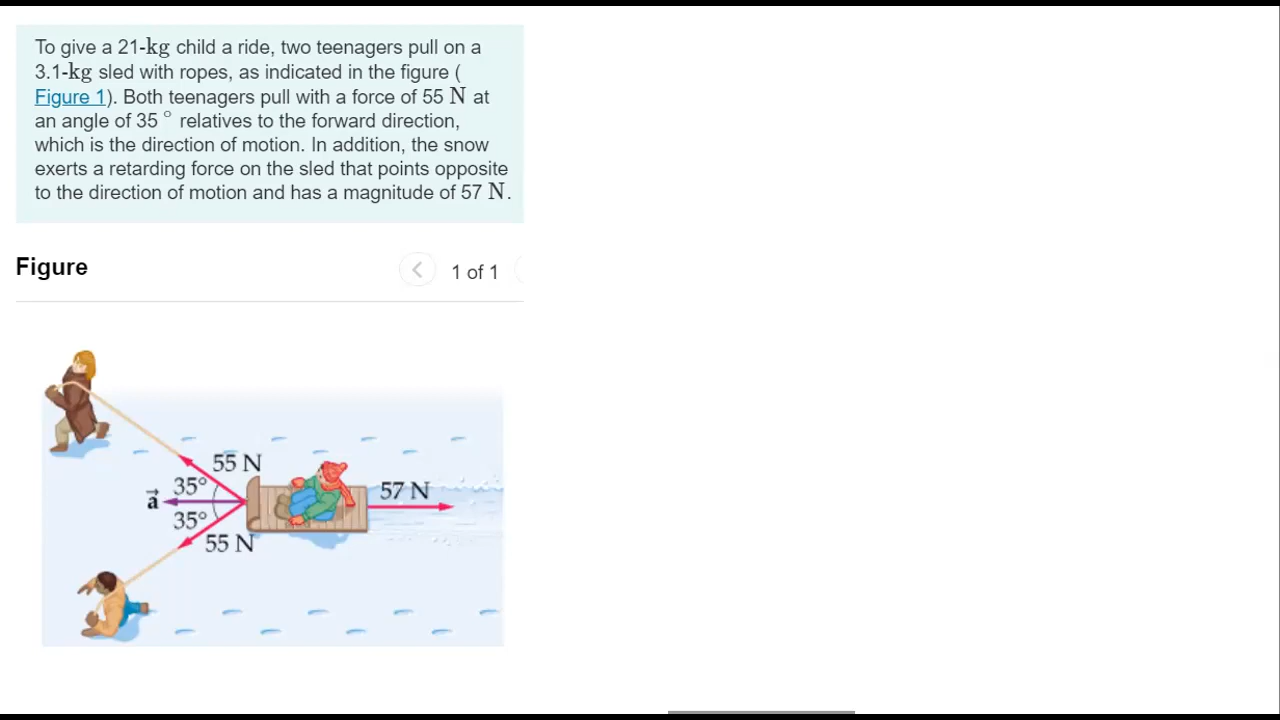 To give a 21-kg child a ride, two teenagers pull on a
3.1-kg sled with ropes, as indicated in the figure (
Figure 1). Both teenagers pull with a force of 55 N at
an angle of 35 ° relatives to the forward direction,
which is the direction of motion. In addition, the snow
exerts a retarding force on the sled that points opposite
to the direction of motion and has a magnitude of 57 N.
Figure
1 of 1
55 N
35°
a⃗
35°
55 N
57 N